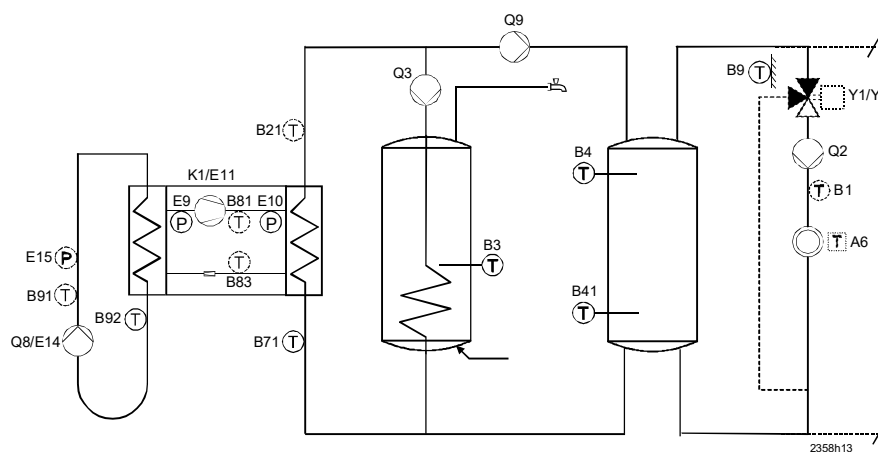 Q9
Q3
B9 T
Y1/Y
B21 T
Q2
K1/E11
B4 T
E9 B81 E10
P T P
T B1
E15 P
T
B83
B3
T
T A6
B91 T
B92 T
B41
T
Q8/E14
B71 T
2358h13